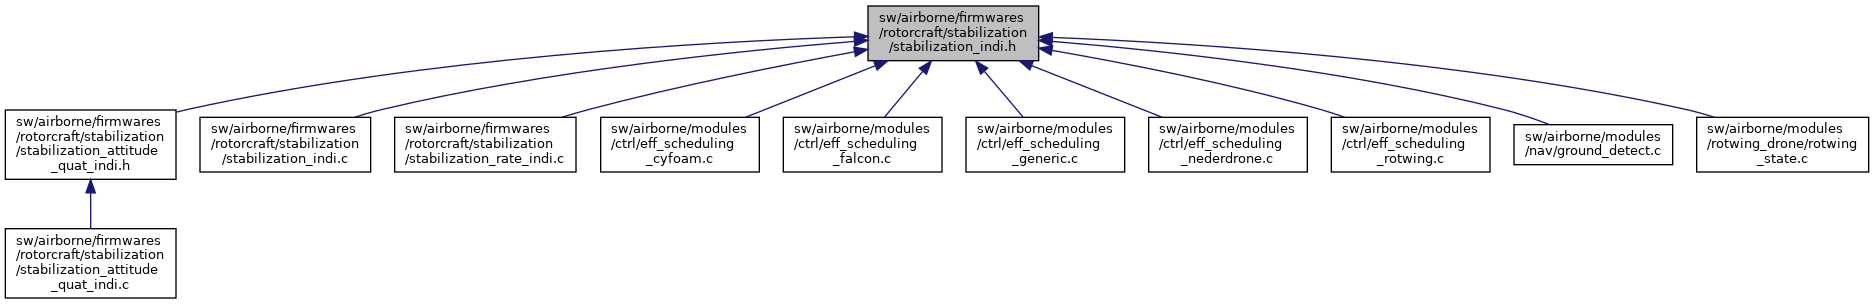 sw/airborne/firmwares
/rotorcraft/stabilization
/stabilization_indi.h
sw/airborne/firmwares
/rotorcraft/stabilization
/stabilization_attitude
_quat_indi.h
sw/airborne/firmwares
/rotorcraft/stabilization
/stabilization_indi.c
sw/airborne/firmwares
/rotorcraft/stabilization
/stabilization_rate_indi.c
sw/airborne/modules
/ctrl/eff_scheduling
_cyfoam.c
sw/airborne/modules
/ctrl/eff_scheduling
_falcon.c
sw/airborne/modules
/ctrl/eff_scheduling
_generic.c
sw/airborne/modules
/ctrl/eff_scheduling
_nederdrone.c
sw/airborne/modules
/ctrl/eff_scheduling
_rotwing.c
sw/airborne/modules
/nav/ground_detect.c
sw/airborne/modules
/rotwing_drone/rotwing
_state.c
sw/airborne/firmwares
/rotorcraft/stabilization
/stabilization_attitude
_quat_indi.c